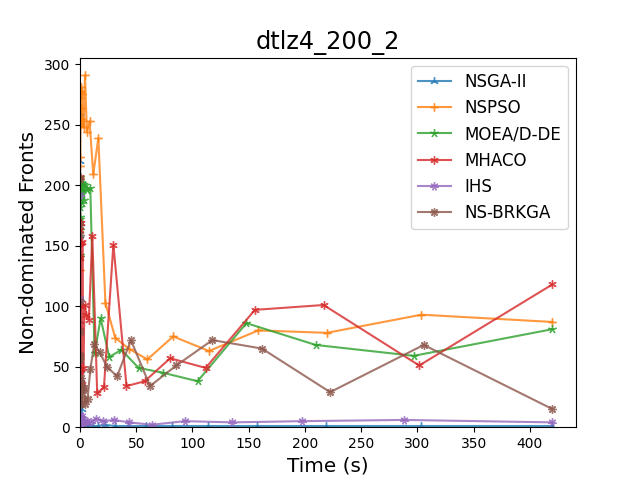 dtlz4_200_2
300
250
200
150
100
50
0
Non-dominated Fronts
NSGA-II
NSPSO
MOEA/D-DE
MHACO
IHS
NS-BRKGA
0 50 100 150 200 250 300 350 400
Time (s)